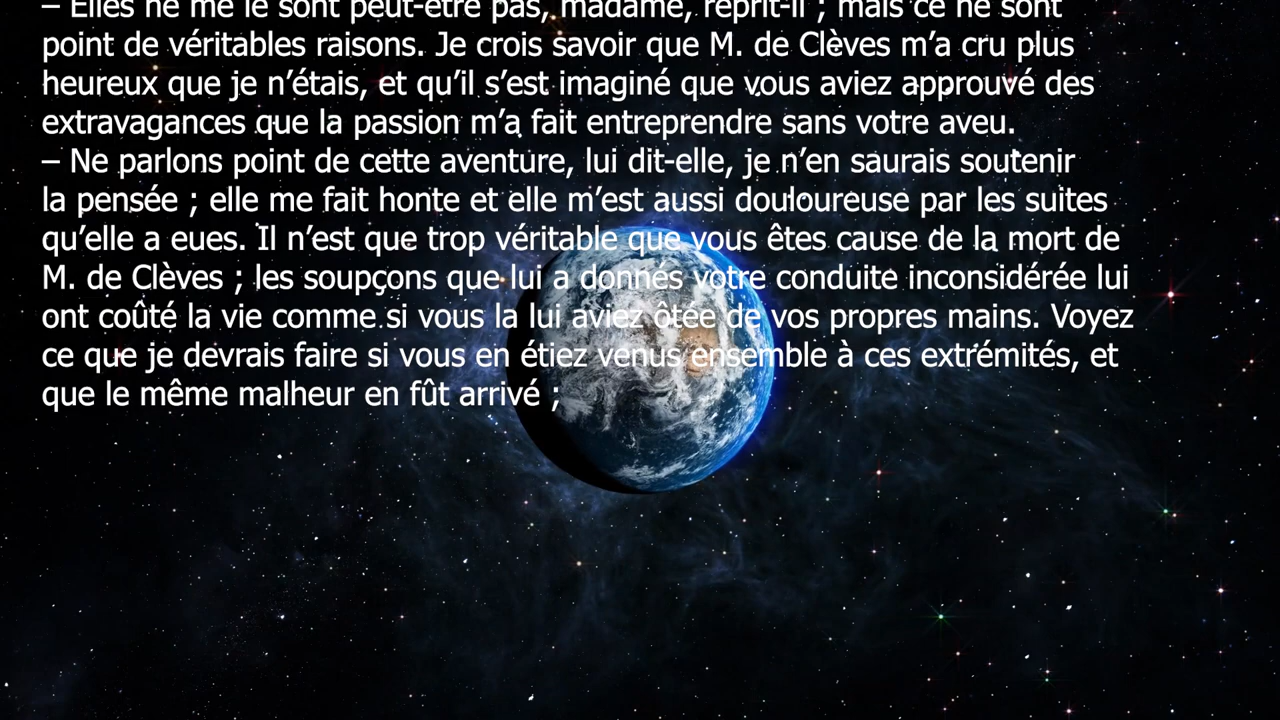 – Elles ne me le sont peut-être pas, madame, reprit-il ; mais ce ne sont
point de véritables raisons. Je crois savoir que M. de Clèves m’a cru plus
heureux que je n’étais, et qu’il s’est imaginé que vous aviez approuvé des
extravagances que la passion m’a fait entreprendre sans votre aveu.
– Ne parlons point de cette aventure, lui dit-elle, je n’en saurais soutenir
la pensée ; elle me fait honte et elle m’est aussi douloureuse par les suites
qu’elle a eues. Il n’est que trop véritable que vous êtes cause de la mort de
M. de Clèves ; les soupçons que lui a donnés votre conduite inconsidérée lui
ont coûté la vie comme si vous la lui aviez ôtée de vos propres mains. Voyez
ce que je devrais faire si vous en étiez venus ensemble à ces extrémités, et
que le même malheur en fût arrivé ;